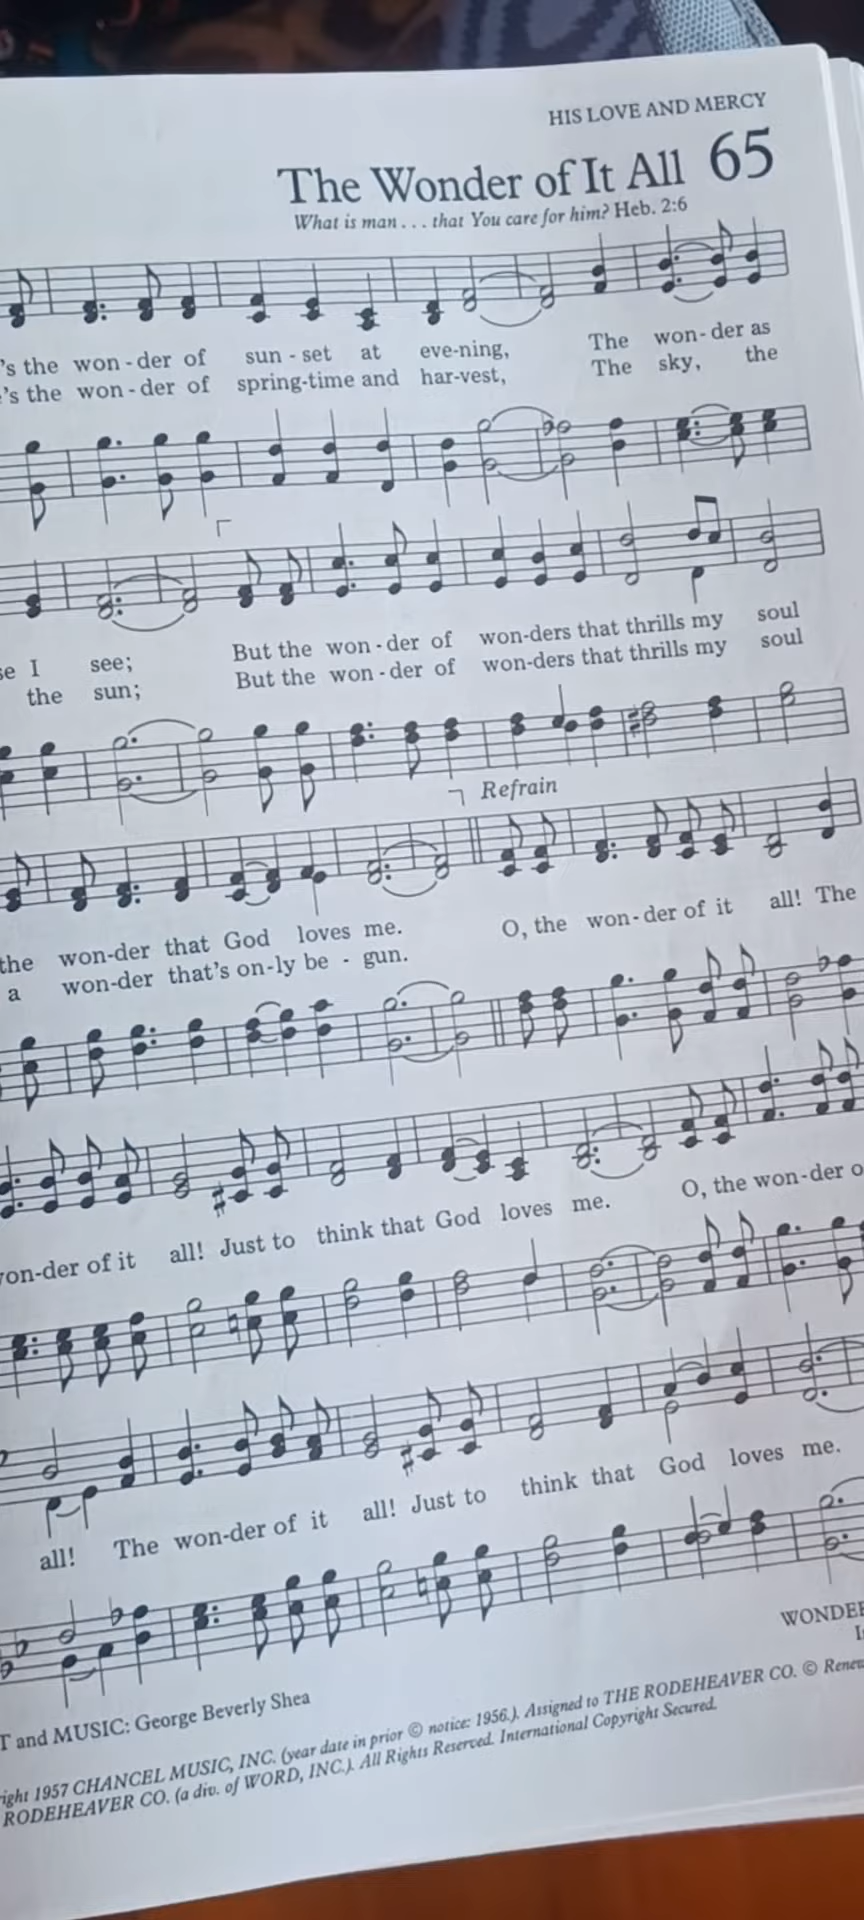 HIS LOVE AND MERCY
The Wonder of It All 65
What is man . . . that You care for him? Heb. 2:6
's the won - der of sun - set at eve-ning, The won - der as
's the won - der of spring-time and har-vest, The sky, the
se I see; But the won - der of won-ders that thrills my soul
the sun; But the won - der of won-ders that thrills my soul
Refrain
the won-der that God loves me. O, the won - der of it all! The
a won-der that's on-ly be - gun.
von-der of it all! Just to think that God loves me. O, the won-der o
all! The won-der of it all! Just to think that God loves me.
WONDE
T and MUSIC: George Beverly Shea
ight 1957 CHANCEL MUSIC, INC. (year date in prior © notice: 1956.). Assigned to THE RODEHEAVER CO. © Renew
RODEHEAVER CO. (a div. of WORD, INC.). All Rights Reserved. International Copyright Secured.